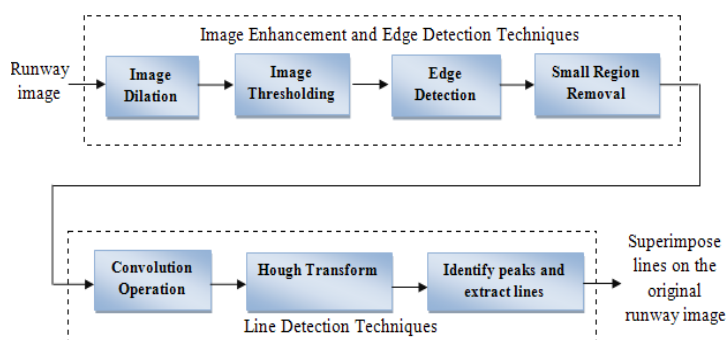 Image Enhancement and Edge Detection Techniques
Runway
image
Image
Dilation
Image
Thresholding
Edge
Detection
Small Region
Removal
Convolution
Operation
Hough Transform
Identify peaks and
extract lines
Line Detection Techniques
Superimpose
lines on the
original
runway image